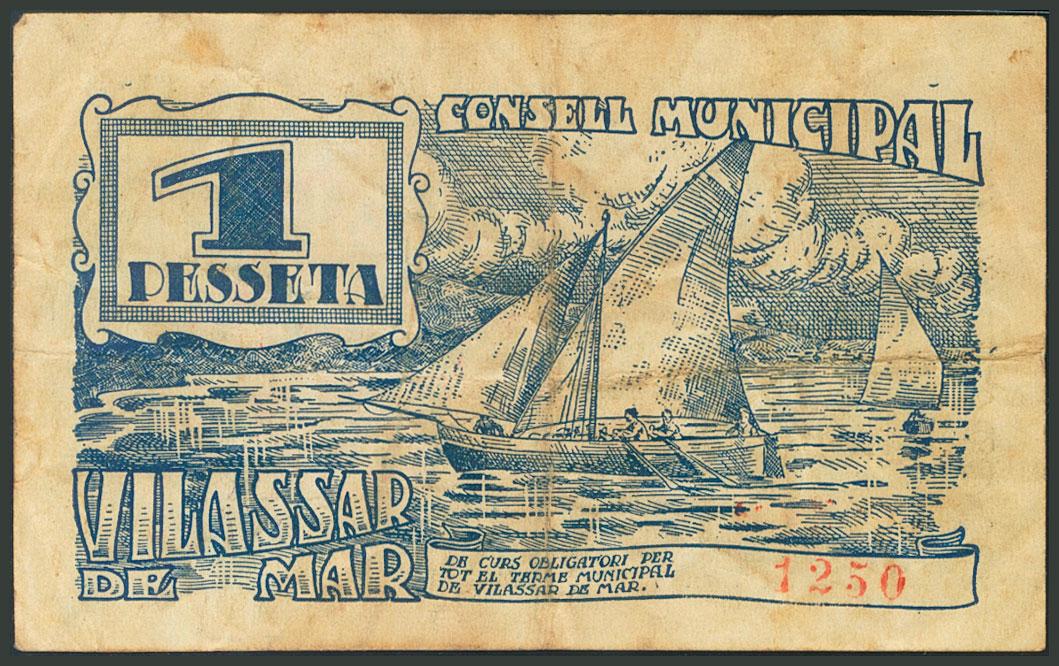 1
PESSETA
CONSELL MUNICIPAL
VILASSAR
DE MAR
DE CURS OBLIGATORI PER
TOT EL TERME MUNICIPAL
DE VILASSAR DE MAR.
1250